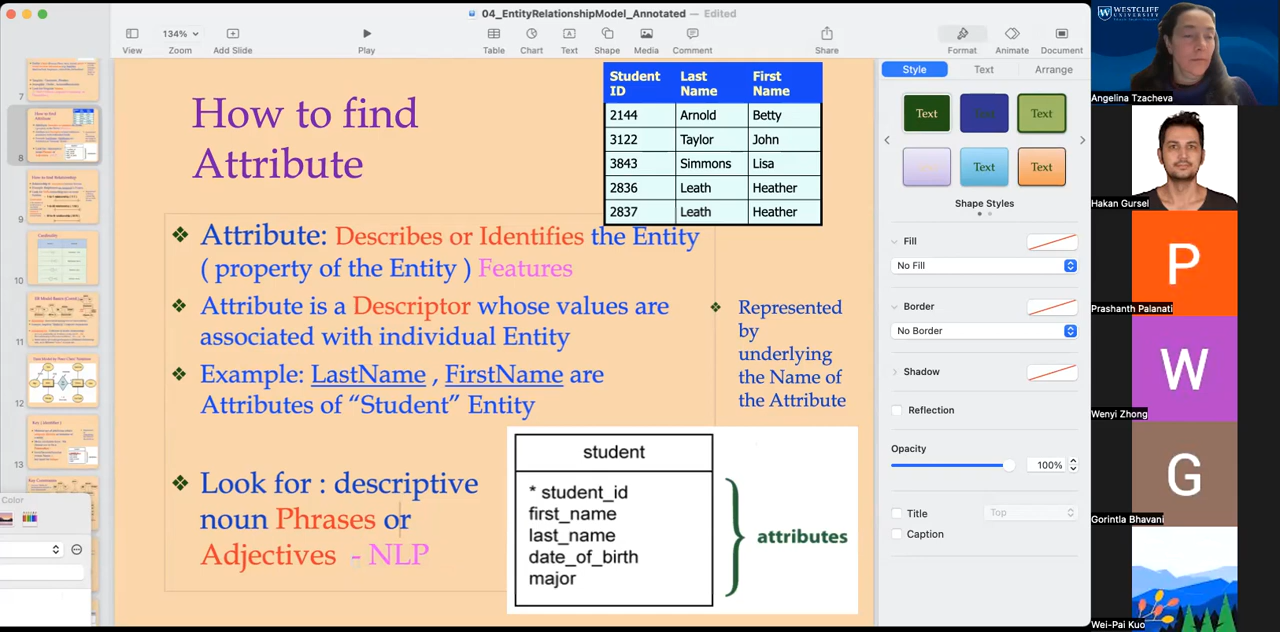 04_EntityRelationshipModel_Annotated — Edited
134%
View
Zoom
Add Slide
Play
Table
Chart
Text
Shape
Media
Comment
Share
Format
Animate
Document
7
8
9
10
11
12
13
Color
How to find
Attribute
Student ID Last Name First Name
2144 Arnold Betty
3122 Taylor John
3843 Simmons Lisa
2836 Leath Heather
2837 Leath Heather
❖ Attribute: Describes or Identifies the Entity
( property of the Entity ) Features
❖ Attribute is a Descriptor whose values are
associated with individual Entity
❖ Example: LastName , FirstName are
Attributes of “Student” Entity
❖ Look for : descriptive
noun Phrases or
Adjectives - NLP
❖ Represented
by
underlying
the Name of
the Attribute
student
* student_id
first_name
last_name
date_of_birth
major
attributes
Style
Text
Arrange
Text
Text
Text
Text
Text
Text
Shape Styles
Fill
No Fill
Border
No Border
Shadow
Reflection
Opacity
100%
Title
Top
Caption
WESTCLIFF
UNIVERSITY
Angelina Tzacheva
Hakan Gursel
P
Prashanth Palanati
W
Wenyi Zhong
G
Gorintla Bhavani
Wei-Pai Kuo